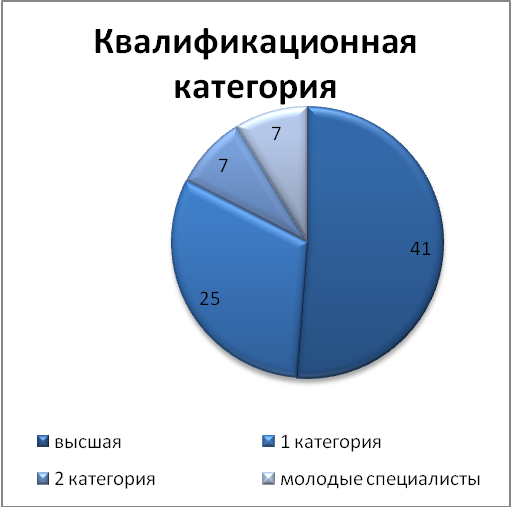 Квалификационная
категория
7
7
41
25
высшая
1 категория
2 категория
молодые специалисты